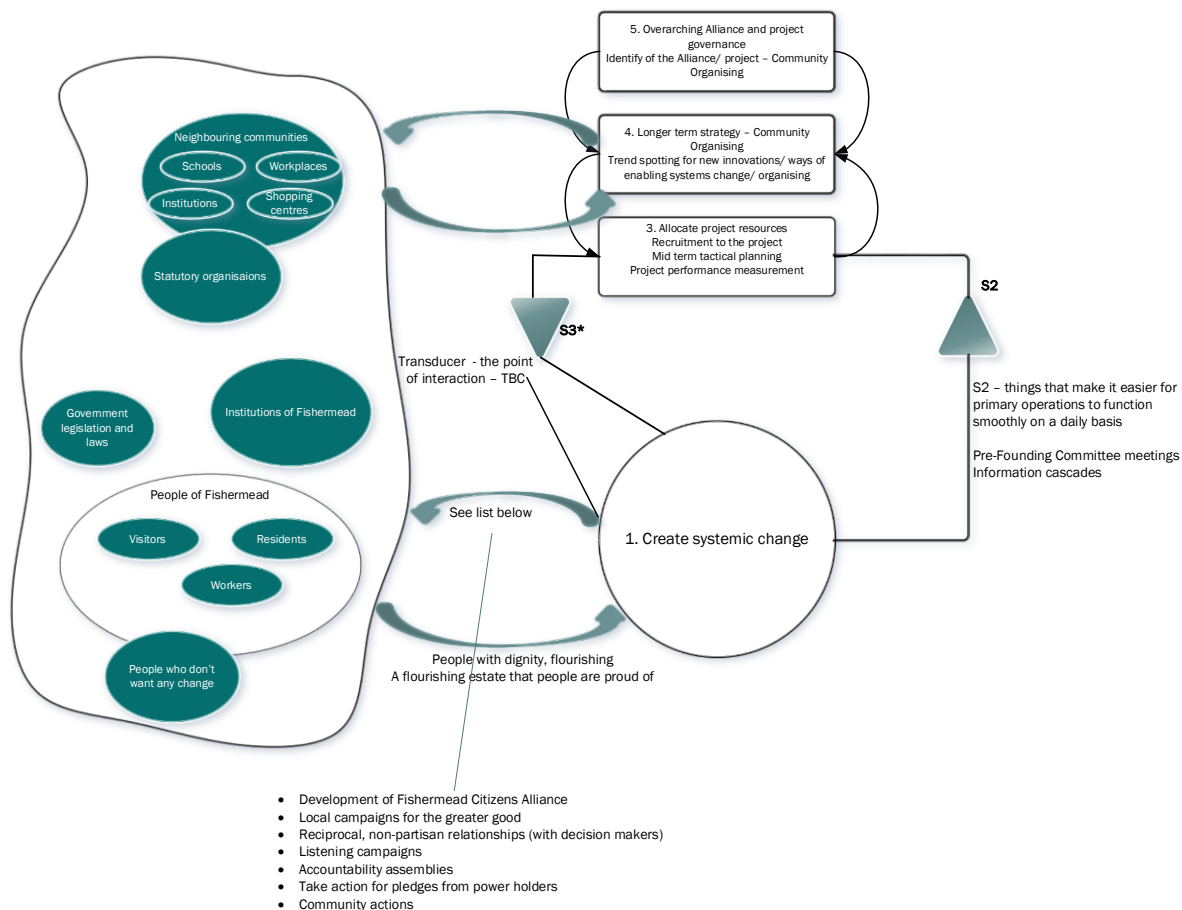 5. Overarching Alliance and project
governance
Identify of the Alliance/ project – Community
Organising
4. Longer term strategy – Community
Organising
Trend spotting for new innovations/ ways of
enabling systems change/ organising
3. Allocate project resources
Recruitment to the project
Mid term tactical planning
Project performance measurement
Neighbouring communities
Schools
Workplaces
Institutions
Shopping
centres
Statutory organisaions
S2
S3*
Transducer - the point
of interaction – TBC
Institutions of Fishermead
Government
legislation and
laws
S2 – things that make it easier for
primary operations to function
smoothly on a daily basis
Pre-Founding Committee meetings
Information cascades
People of Fishermead
Visitors
Residents
Workers
See list below
1. Create systemic change
People who don't
want any change
People with dignity, flourishing
A flourishing estate that people are proud of
• Development of Fishermead Citizens Alliance
• Local campaigns for the greater good
• Reciprocal, non-partisan relationships (with decision makers)
• Listening campaigns
• Accountability assemblies
• Take action for pledges from power holders
• Community actions